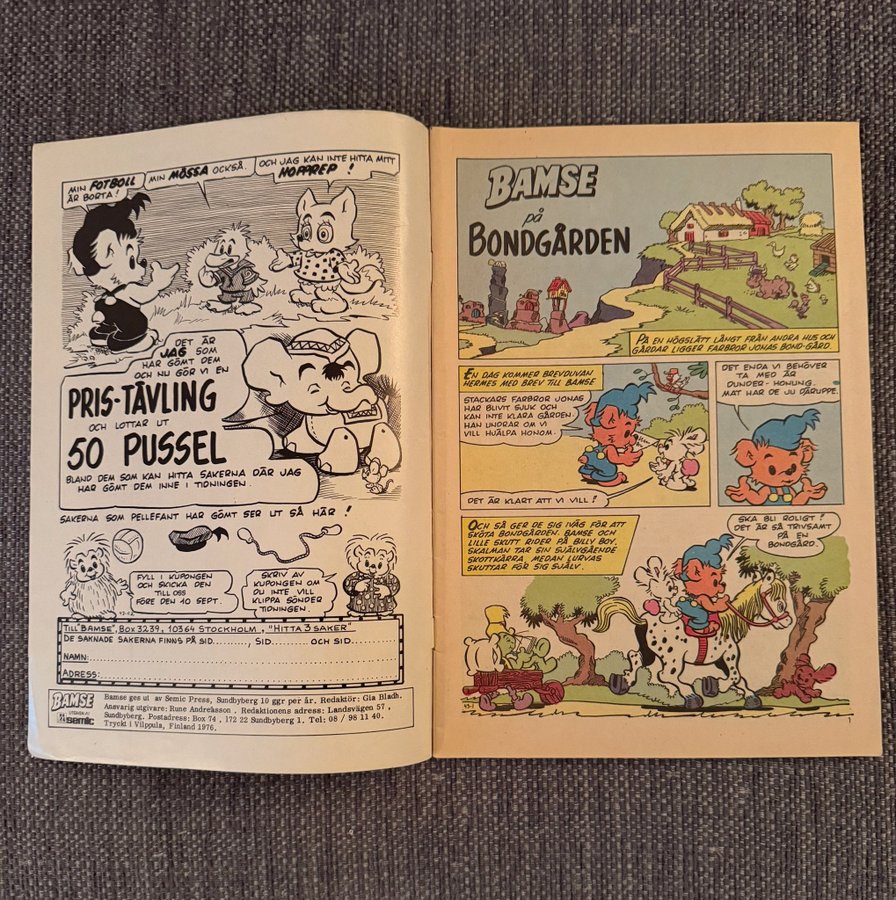 MIN FOTBOLL
ÄR BORTA!
MIN MÖSSA OCKSÅ.
OCH JAG KAN INTE HITTA MITT
HOPPREP!
DET ÄR
JAG SOM
HAR GÖMT DEM
OCH NU GÖR VI EN
PRIS-TÄVLING
OCH LOTTAR UT
50 PUSSEL
BLAND DEM SOM KAN HITTA SAKERNA DÄR JAG
HAR GÖMT DEM INNE I TIDNINGEN.
SAKERNA SOM PELLEFANT HAR GÖMT SER UT SÅ HÄR!
FYLL I KUPONGEN
OCH SKICKA DEN
TILL OSS
FÖRE DEN 10 SEPT.
SKRIV AV
KUPONGEN OM
DU INTE VILL
KLIPPA SÖNDER
TIDNINGEN.
TILL "BAMSE", BOX 3239, 10364 STOCKHOLM, "HITTA 3 SAKER"
DE SAKNADE SAKERNA FINNS PÅ SID........, SID........OCH SID........
NAMN:
ADRESS:
BAMSE
UTGIVEN AV
semic
Bamse ges ut av Semic Press, Sundbyberg 10 ggr per år. Redaktör: Gia Bladh.
Ansvarig utgivare: Rune Andréasson. Redaktionens adress: Landsvägen 57,
Sundbyberg. Postadress: Box 74, 172 22 Sundbyberg 1. Tel: 08 / 98 11 40.
Tryckt i Vilppula, Finland 1976.
BAMSE
på
BONDGÅRDEN
PÅ EN HÖGSLÄTT LÅNGT FRÅN ANDRA HUS OCH
GÅRDAR LIGGER FARBROR JONAS BOND-GÅRD.
EN DAG KOMMER BREVDUVAN
HERMES MED BREV TILL BAMSE
STACKARS FARBROR JONAS
HAR BLIVIT SJUK OCH
KAN INTE KLARA GÅRDEN.
HAN UNDRAR OM VI
VILL HJÄLPA HONOM.
DET ÄR KLART ATT VI VILL!
DET ENDA VI BEHÖVER
TA MED ÄR
DUNDER-HONUNG.
MAT HAR DE JU DÄRUPPE.
OCH SÅ GER DE SIG IVÄG FÖR ATT
SKÖTA BONDGÅRDEN. BAMSE OCH
LILLE SKUTT RIDER PÅ BILLY BOY,
SKALMAN TAR SIN SJÄLVGÅENDE
SKOTTKÄRRA, MEDAN LURVAS
SKUTTAR FÖR SIG SJÄLV.
SKA BLI ROLIGT!
DET ÄR SÅ TRIVSAMT
PÅ EN
BONDGÅRD.
1